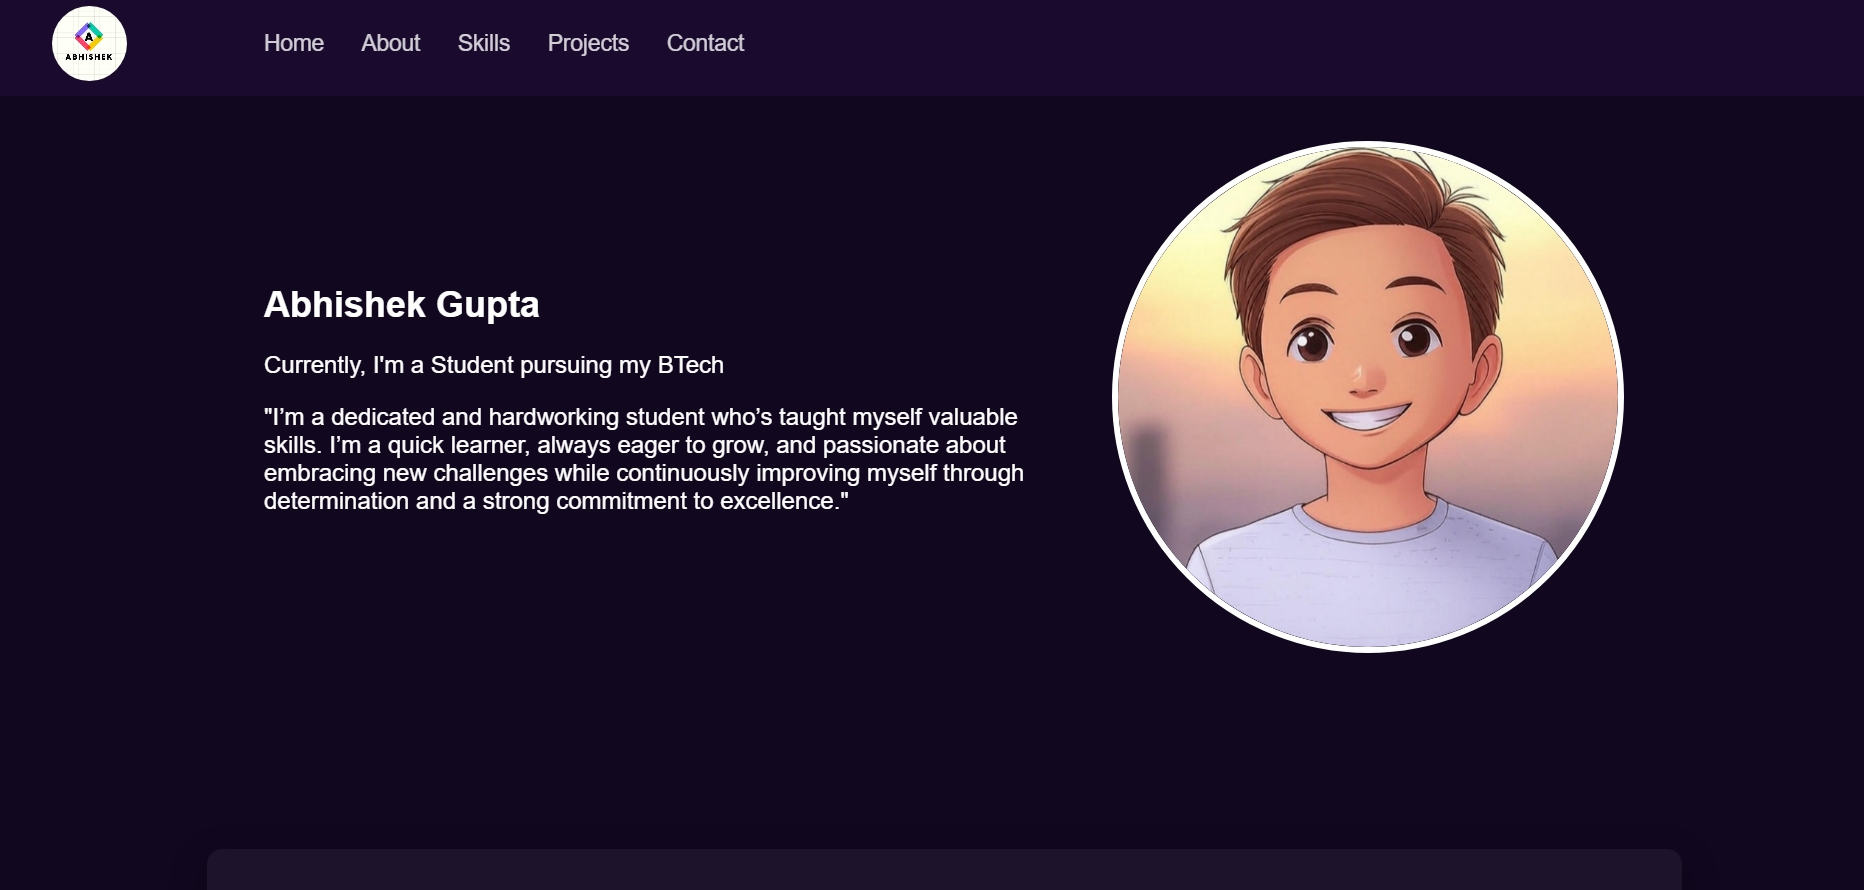 A
ABHISHEK
Home About Skills Projects Contact
Abhishek Gupta
Currently, I'm a Student pursuing my BTech
"I’m a dedicated and hardworking student who’s taught myself valuable
skills. I’m a quick learner, always eager to grow, and passionate about
embracing new challenges while continuously improving myself through
determination and a strong commitment to excellence."